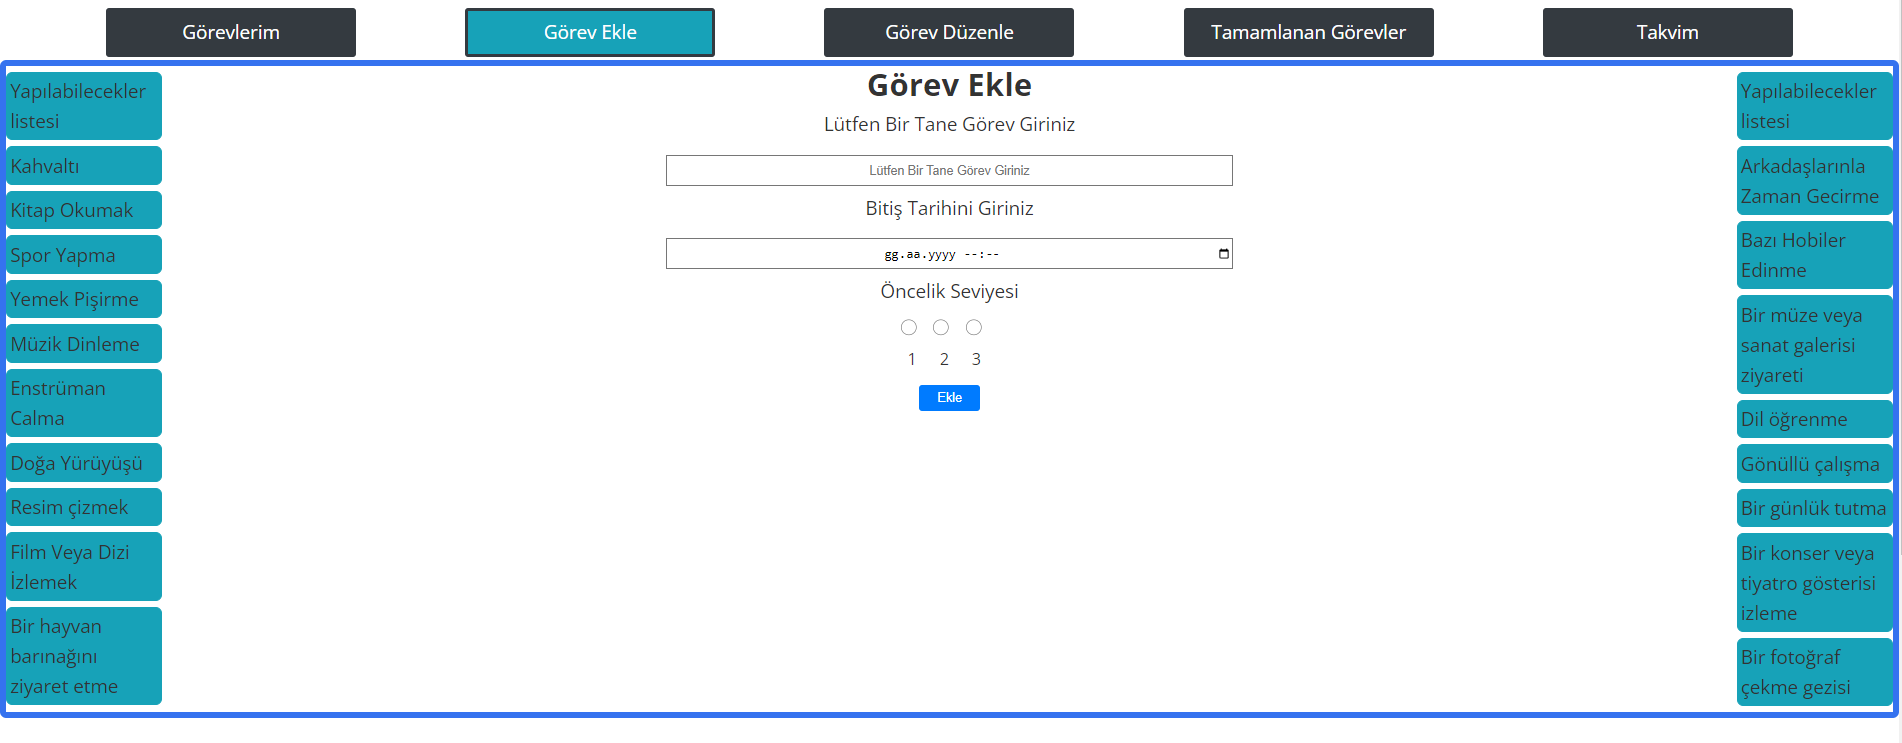 Görevlerim
Görev Ekle
Görev Düzenle
Tamamlanan Görevler
Takvim
Yapılabilecekler
listesi
Kahvaltı
Kitap Okumak
Spor Yapma
Yemek Pişirme
Müzik Dinleme
Enstrüman
Calma
Doğa Yürüyüşü
Resim çizmek
Film Veya Dizi
İzlemek
Bir hayvan
barınağını
ziyaret etme
Görev Ekle
Lütfen Bir Tane Görev Giriniz
Lütfen Bir Tane Görev Giriniz
Bitiş Tarihini Giriniz
gg.aa.yyyy --:--
Öncelik Seviyesi
1 2 3
Ekle
Yapılabilecekler
listesi
Arkadaşlarınla
Zaman Gecirme
Bazı Hobiler
Edinme
Bir müze veya
sanat galerisi
ziyareti
Dil öğrenme
Gönüllü çalışma
Bir günlük tutma
Bir konser veya
tiyatro gösterisi
izleme
Bir fotoğraf
çekme gezisi